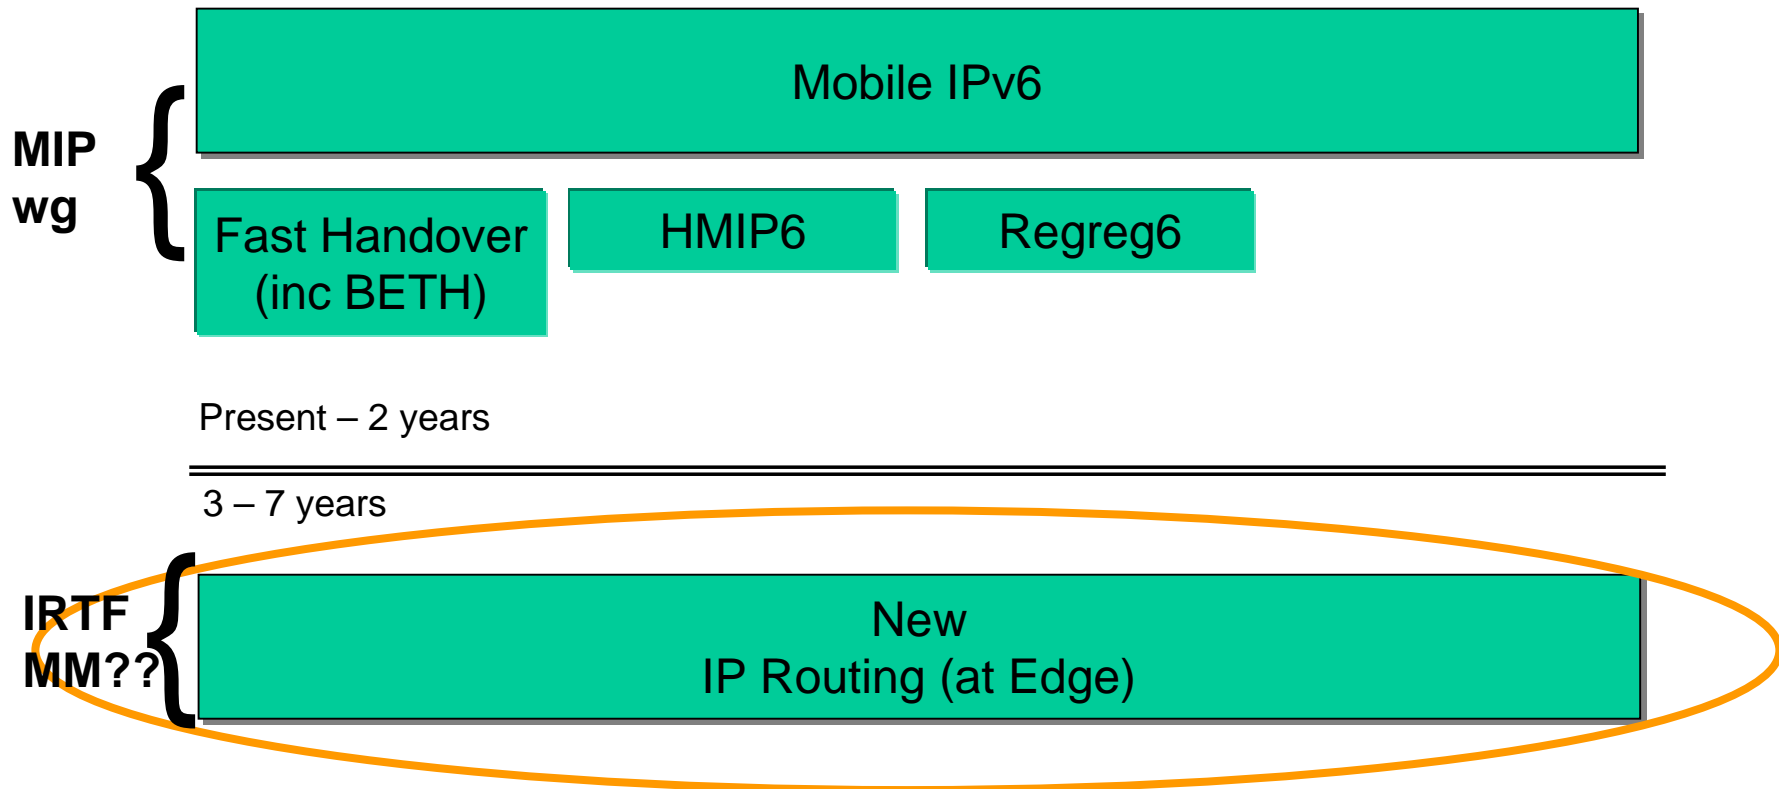 Mobile IPv6
MIP
wg
Fast Handover
(inc BETH)
HMIP6
Regreg6
Present – 2 years
3 – 7 years
IRTF
MM??
New
IP Routing (at Edge)